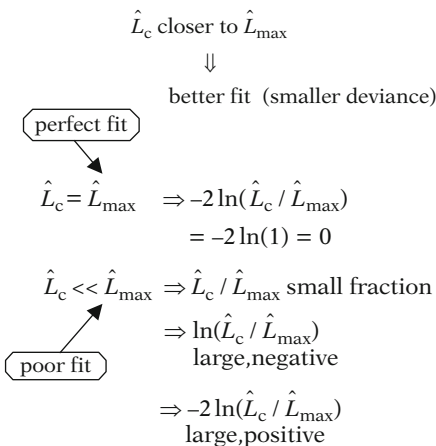 L̂c closer to L̂max
⇓
better fit (smaller deviance)
perfect fit
L̂c = L̂max ⇒ –2 ln(L̂c / L̂max)
= –2 ln(1) = 0
L̂c << L̂max ⇒ L̂c / L̂max small fraction
⇒ ln(L̂c / L̂max)
large,negative
poor fit
⇒ –2 ln(L̂c / L̂max)
large,positive